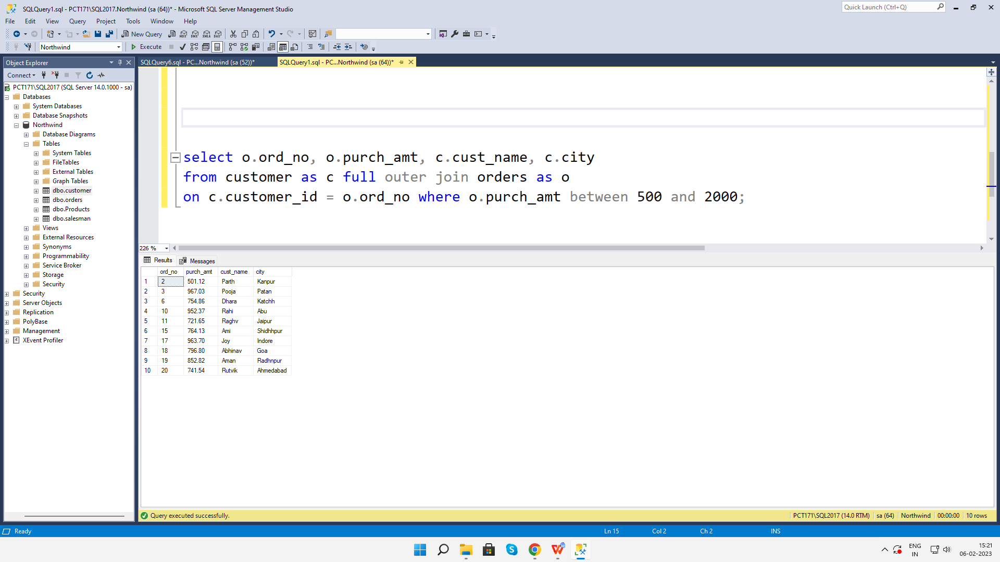 SQLQuery1.sql - PCT171\SQL2017.Northwind (sa (64))* - Microsoft SQL Server Management Studio
Quick Launch (Ctrl+Q)
File Edit View Query Project Tools Window Help
New Query
MDX DMX XMLA DAX
Northwind
Execute
Object Explorer
SQLQuery6.sql - PC...Northwind (sa (52))*
SQLQuery1.sql - PC...Northwind (sa (64))*
Connect
PCT171\SQL2017 (SQL Server 14.0.1000 - sa)
Databases
System Databases
Database Snapshots
Northwind
Database Diagrams
Tables
System Tables
FileTables
External Tables
Graph Tables
dbo.customer
dbo.orders
dbo.Products
dbo.salesman
Views
External Resources
Synonyms
Programmability
Service Broker
Storage
Security
Security
Server Objects
Replication
PolyBase
Management
XEvent Profiler
select o.ord_no, o.purch_amt, c.cust_name, c.city
from customer as c full outer join orders as o
on c.customer_id = o.ord_no where o.purch_amt between 500 and 2000;
226 %
Results Messages
ord_no purch_amt cust_name city
1 2 501.12 Parth Kanpur
2 3 967.03 Pooja Patan
3 6 754.86 Dhara Katchh
4 10 952.37 Rahi Abu
5 11 721.65 Raghv Jaipur
6 15 764.13 Ami Shidhhpur
7 17 963.70 Joy Indore
8 18 796.80 Abhinav Goa
9 19 852.82 Aman Radhnpur
10 20 741.54 Rutvik Ahmedabad
Query executed successfully.
PCT171\SQL2017 (14.0 RTM) sa (64) Northwind 00:00:00 10 rows
Ready
Ln 15 Col 2 Ch 2 INS
ENG
IN
15:21
06-02-2023